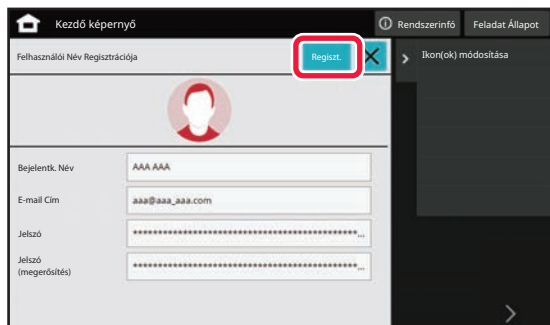 Kezdő képernyő
Rendszerinfó
Feladat Állapot
Felhasználói Név Regisztrációja
Regiszt.
Ikon(ok) módosítása
Bejelentk. Név
AAA AAA
E-mail Cím
aaa@aaa_aaa.com
Jelszó
*********************************************...
Jelszó
(megerősítés)
*********************************************...